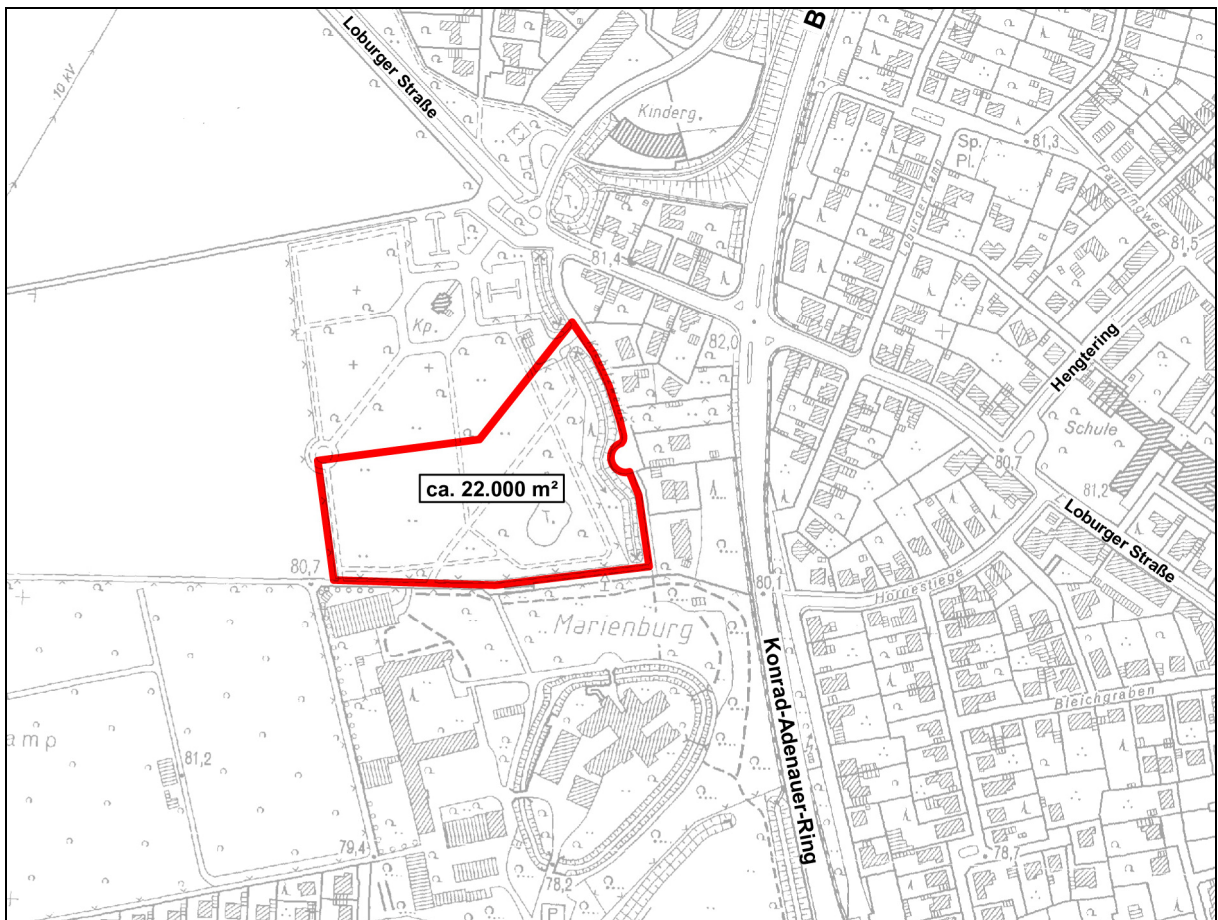 Loburger Straße
B
10 kV
Kinderg.
Sp.
Pl.
81,3
Pänningweg
Loburger Kamp
81,5
81,4
T.
Kp.
82,0
Hengtering
Schule
80,7
81,2
Loburger Straße
ca. 22.000 m²
T.
80,7
80,1
Hörnestiege
Marienburg
Konrad-Adenauer-Ring
Bleichgraben
amp
81,2
79,4
78,2
78,7
P